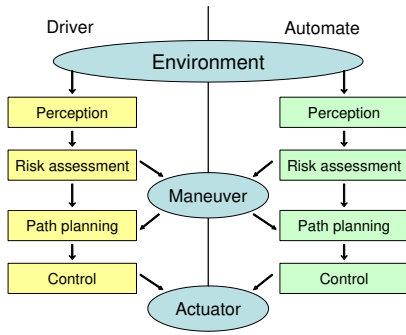 Driver
Automate
Environment
Perception
Perception
Risk assessment
Risk assessment
Maneuver
Path planning
Path planning
Control
Control
Actuator